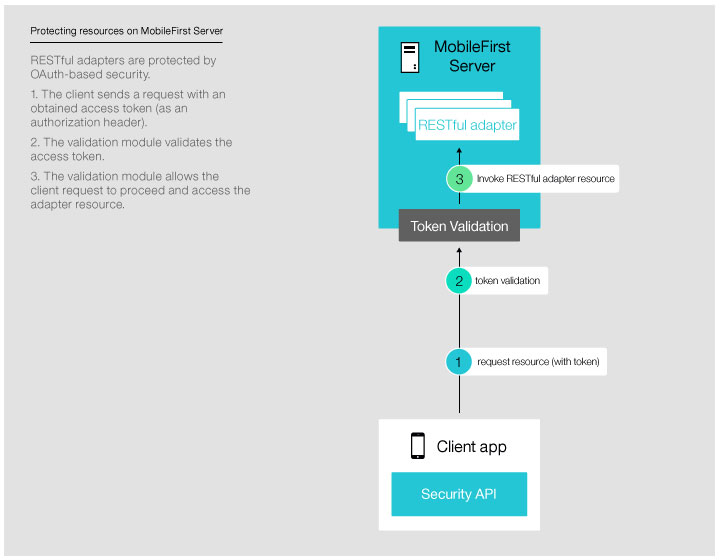 Protecting resources on MobileFirst Server
RESTful adapters are protected by
OAuth-based security.
1. The client sends a request with an
obtained access token (as an
authorization header).
2. The validation module validates the
access token.
3. The validation module allows the
client request to proceed and access the
adapter resource.
MobileFirst
Server
RESTful adapter
3
Invoke RESTful adapter resource
Token Validation
2
token validation
1
request resource (with token)
Client app
Security API